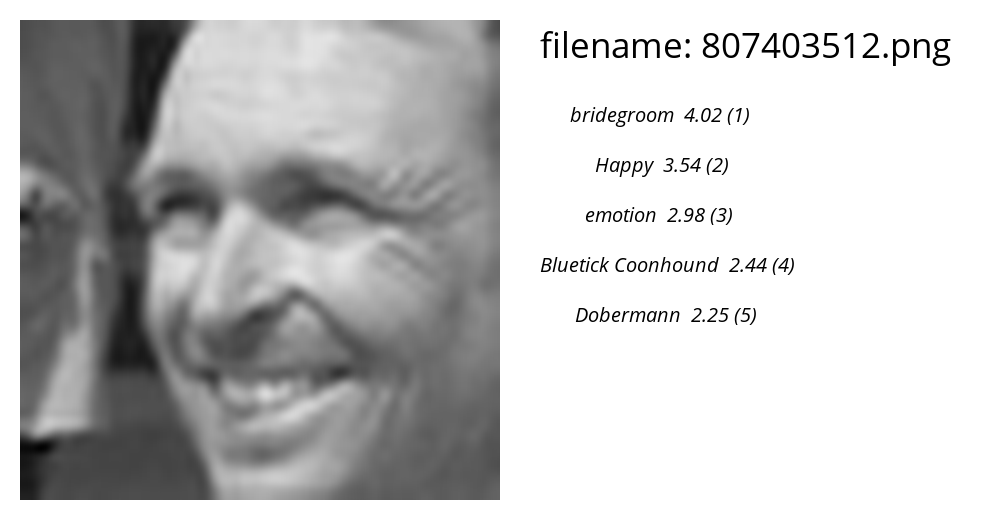 filename: 807403512.png
bridegroom 4.02 (1)
Happy 3.54 (2)
emotion 2.98 (3)
Bluetick Coonhound 2.44 (4)
Dobermann 2.25 (5)